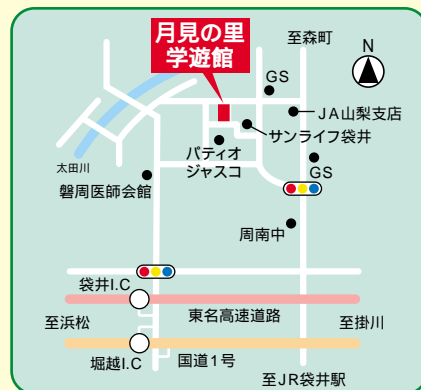 月見の里
学遊館
至森町
N
GS
JA山梨支店
サンライフ袋井
パティオ
ジャスコ
太田川
磐周医師会館
GS
周南中
袋井I.C
東名高速道路
至浜松
至掛川
堀越I.C
国道1号
至JR袋井駅